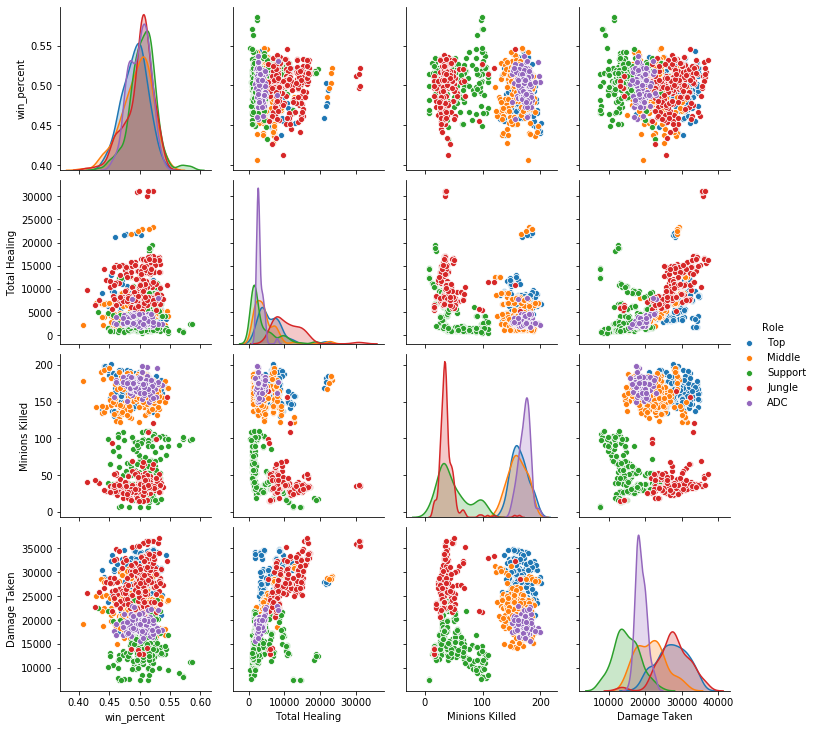 win_percent
0.55
0.50
0.45
0.40
Total Healing
30000
25000
20000
15000
10000
5000
0
Role
Top
Middle
Support
Jungle
ADC
Minions Killed
200
150
100
50
0
Damage Taken
35000
30000
25000
20000
15000
10000
0.40 0.45 0.50 0.55 0.60
win_percent
0 10000 20000 30000
Total Healing
0 100 200
Minions Killed
10000 20000 30000 40000
Damage Taken